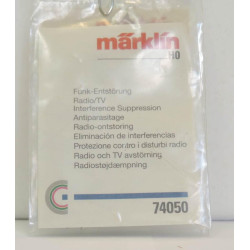 märklin
HO
Funk-Entstörung
Radio/TV
Interference Suppression
Antiparasitage
Radio-ontstoring
Eliminación de interferencias
Protezione contro i disturbi radio
Radio och TV avstörning
Radiostøjdæmpning
74050